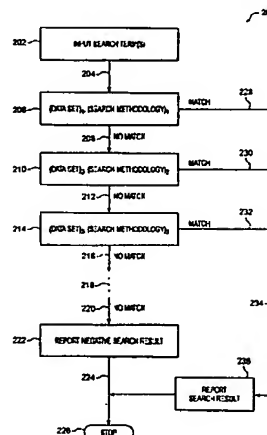 20
202
INPUT SEARCH TERM(S)
204
206
(DATA SET)₁, (SEARCH METHODOLOGY)₁
MATCH
228
208
NO MATCH
210
(DATA SET)₂, (SEARCH METHODOLOGY)₂
MATCH
230
212
NO MATCH
214
(DATA SET)₃, (SEARCH METHODOLOGY)₃
MATCH
232
216
NO MATCH
218
220
NO MATCH
234
222
REPORT NEGATIVE SEARCH RESULT
224
236
REPORT
SEARCH RESULT
226
STOP